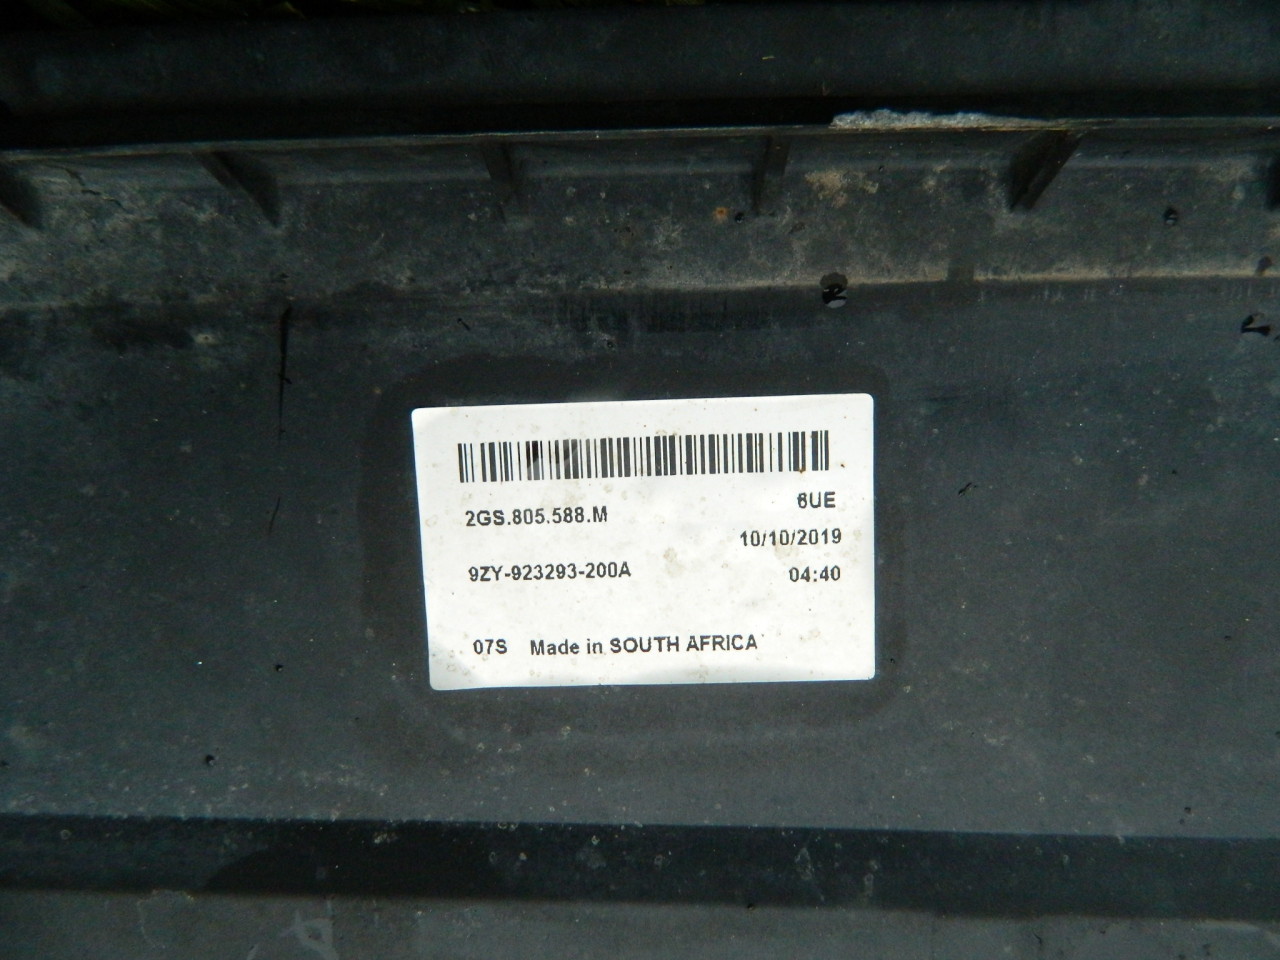 2GS.805.588.M 6UE
10/10/2019
9ZY-923293-200A 04:40
07S Made in SOUTH AFRICA